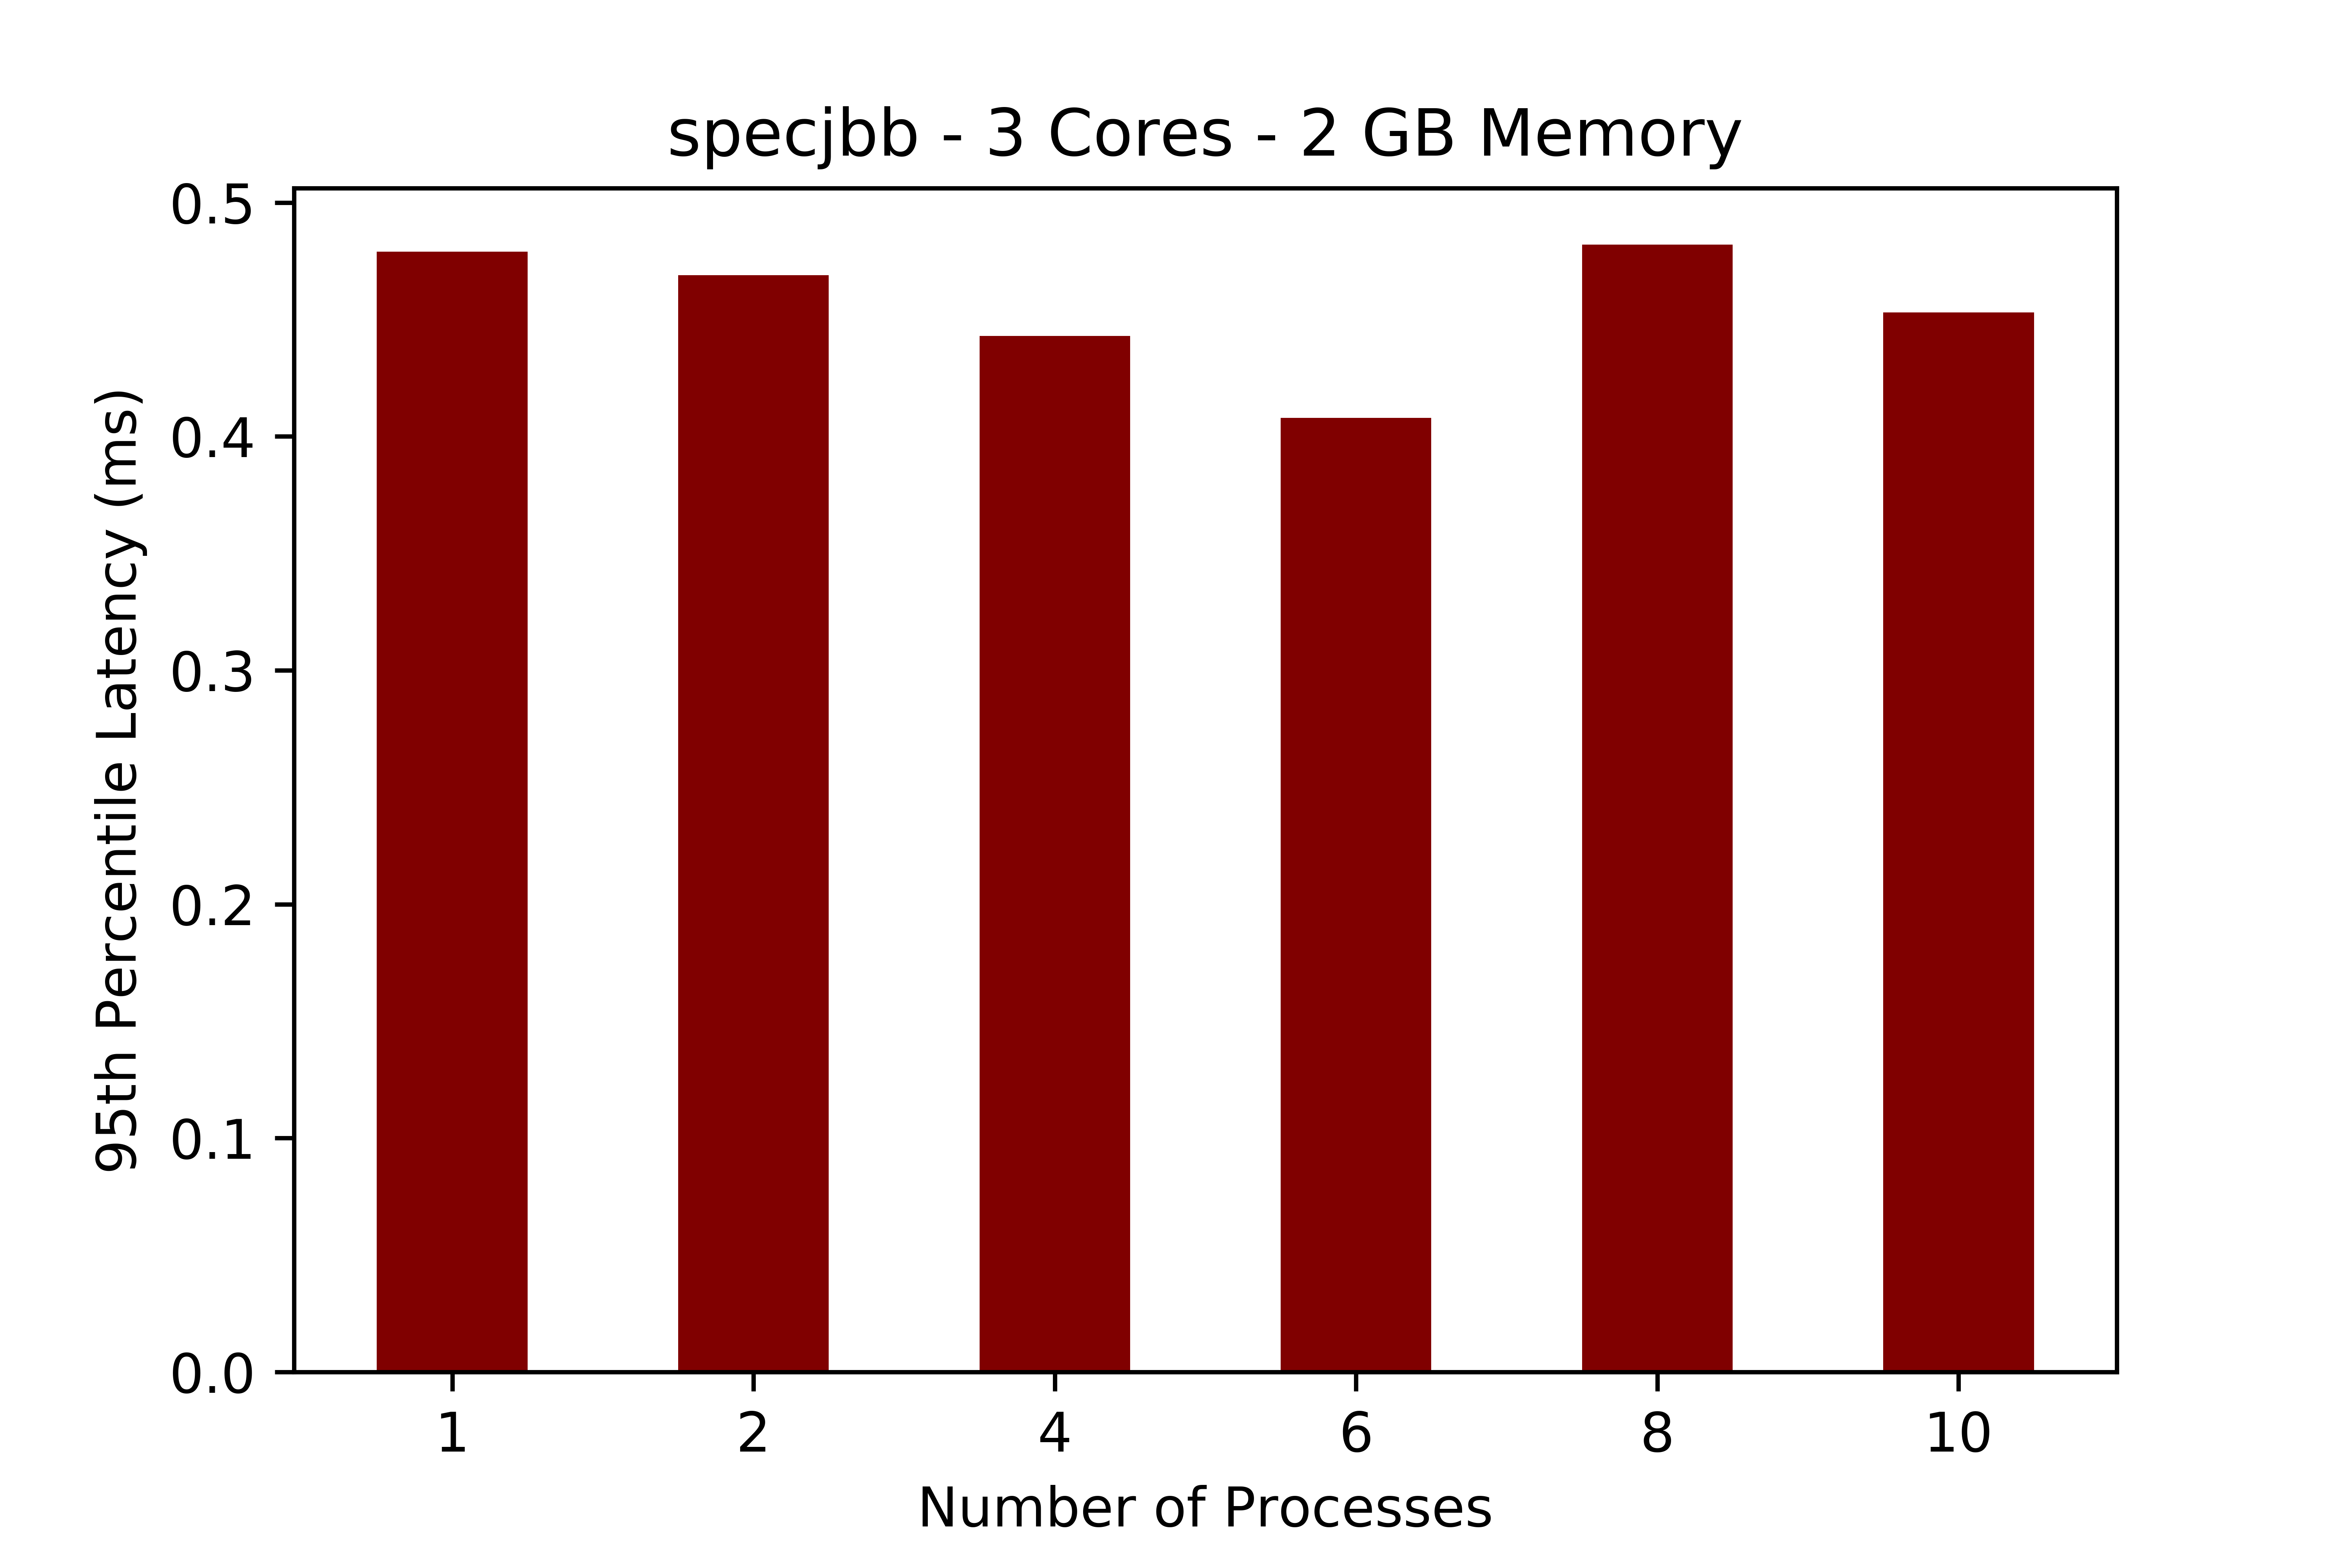 specjbb - 3 Cores - 2 GB Memory
95th Percentile Latency (ms)
0.5
0.4
0.3
0.2
0.1
0.0
1 2 4 6 8 10
Number of Processes